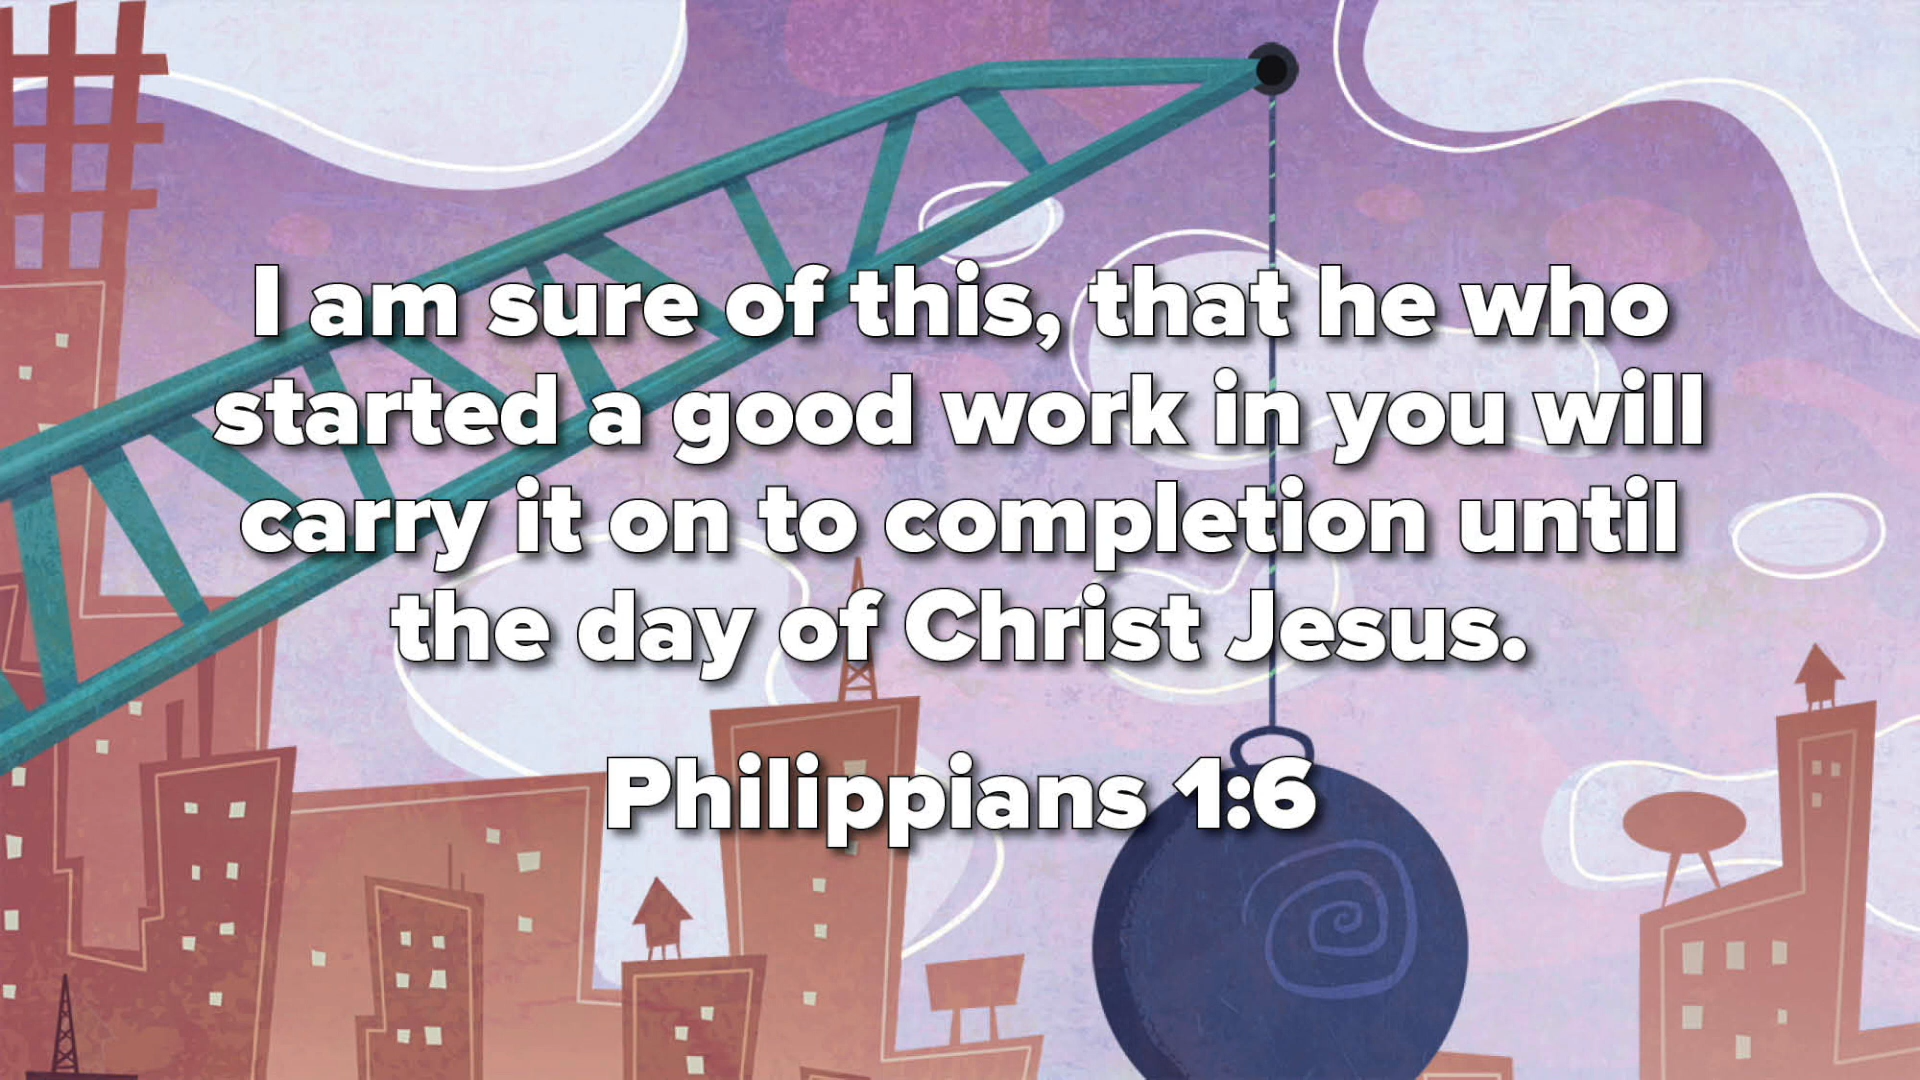 I am sure of this, that he who
started a good work in you will
carry it on to completion until
the day of Christ Jesus.
Philippians 1:6